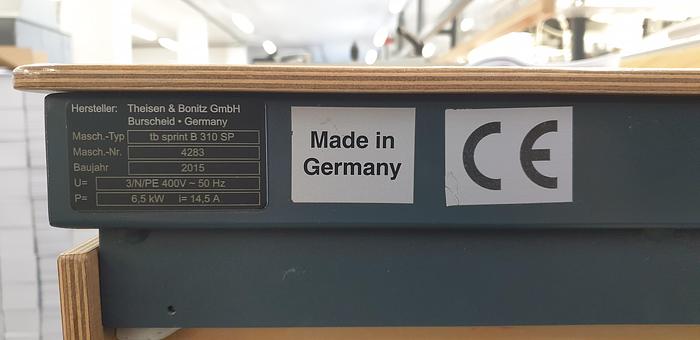 Hersteller: Theisen & Bonitz GmbH
Burscheid • Germany
Masch.-Typ tb sprint B 310 SP
Masch.-Nr. 4283
Baujahr 2015
U= 3/N/PE 400V ~ 50 Hz
P= 6,5 kW i= 14,5 A
Made in
Germany
CE